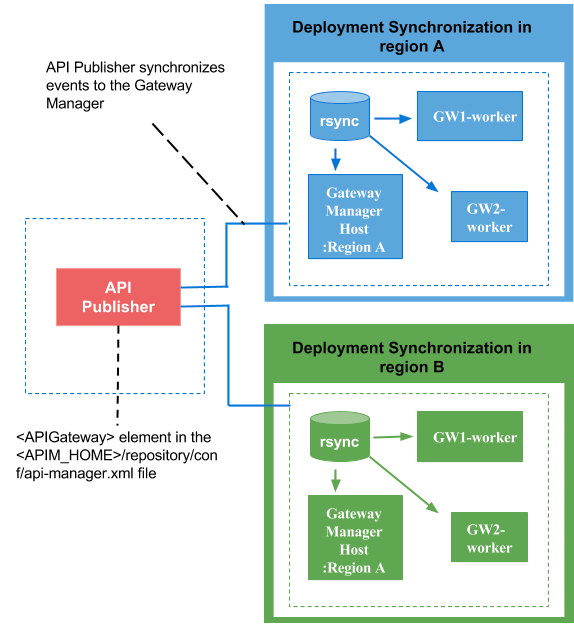 Deployment Synchronization in
region A
API Publisher synchronizes
events to the Gateway
Manager
rsync
GW1-worker
Gateway
Manager
Host
:Region A
GW2-
worker
API
Publisher
<APIGateway> element in the
<APIM_HOME>/repository/con
f/api-manager.xml file
Deployment Synchronization in
region B
rsync
GW1-worker
Gateway
Manager
Host
:Region A
GW2-
worker